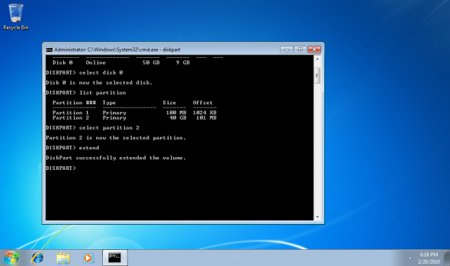 Recycle Bin
Administrator: C:\Windows\System32\cmd.exe - diskpart
Disk 0 Online 50 GB 9 GB
DISKPART> select disk 0
Disk 0 is now the selected disk.
DISKPART> list partition
Partition ### Type Size Offset
Partition 1 Primary 100 MB 1024 KB
Partition 2 Primary 40 GB 101 MB
DISKPART> select partition 2
Partition 2 is now the selected partition.
DISKPART> extend
DiskPart successfully extended the volume.
DISKPART>